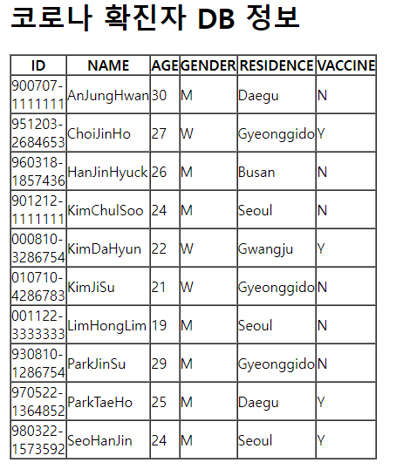 코로나 확진자 DB 정보
ID NAME AGE GENDER RESIDENCE VACCINE
900707-
1111111 AnJungHwan 30 M Daegu N
951203-
2684653 ChoiJinHo 27 W Gyeonggido Y
960318-
1857436 HanJinHyuck 26 M Busan N
901212-
1111111 KimChulSoo 24 M Seoul N
000810-
3286754 KimDaHyun 22 W Gwangju Y
010710-
4286783 KimJiSu 21 W Gyeonggido N
001122-
3333333 LimHongLim 19 M Seoul N
930810-
1286754 ParkJinSu 29 M Gyeonggido N
970522-
1364852 ParkTaeHo 25 M Daegu Y
980322-
1573592 SeoHanJin 24 M Seoul Y